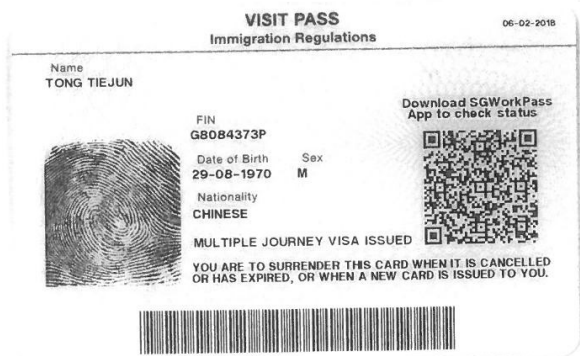 VISIT PASS
Immigration Regulations
06-02-2018
Name
TONG TIEJUN
Download SGWorkPass
App to check status
FIN
G8084373P
Date of Birth Sex
29-08-1970 M
Nationality
CHINESE
MULTIPLE JOURNEY VISA ISSUED
YOU ARE TO SURRENDER THIS CARD WHEN IT IS CANCELLED
OR HAS EXPIRED, OR WHEN A NEW CARD IS ISSUED TO YOU.